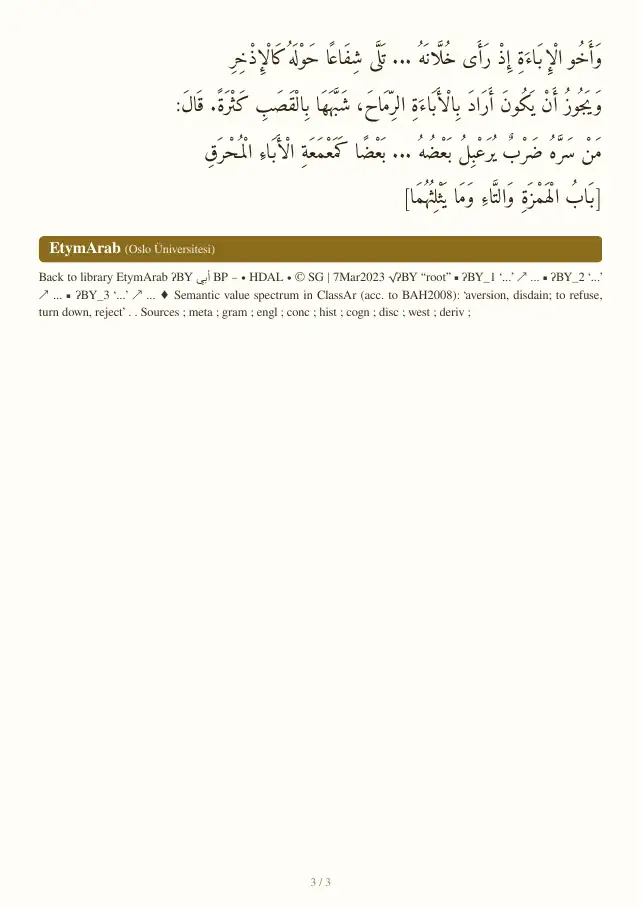 وَأَخُو الْإِبَاءَةِ إِذْ رَأَى خُلَّانَهُ ... تَلَّى شِفَاعًا حَوْلَهُ كَالْإِذْخِرِ
وَيَجُوزُ أَنْ يَكُونَ أَرَادَ بِالْأَبَاءَةِ الرِّمَاحَ، شَبَّهَهَا بِالْقَصَبِ كَثْرَةً. قَالَ:
مَنْ سَرَّهُ ضَرْبٌ يُرَعْبِلُ بَعْضُهُ ... بَعْضًا كَمَعْمَعَةِ الْأَبَاءِ الْمُحْرَقِ
[بَابُ الْهَمْزَةِ وَالتَّاءِ وَمَا يَثْلِثُهُمَا]
EtymArab (Oslo Üniversitesi)
Back to library EtymArab ʔBY أبي BP – • HDAL • © SG | 7Mar2023 √ʔBY “root” ▪ ʔBY_1 ‘...’ ↗ ... ▪ ʔBY_2 ‘...’
↗ ... ▪ ʔBY_3 ‘...’ ↗ ... ♦ Semantic value spectrum in ClassAr (acc. to BAH2008): ‘aversion, disdain; to refuse,
turn down, reject’ . . Sources ; meta ; gram ; engl ; conc ; hist ; cogn ; disc ; west ; deriv ;
3 / 3